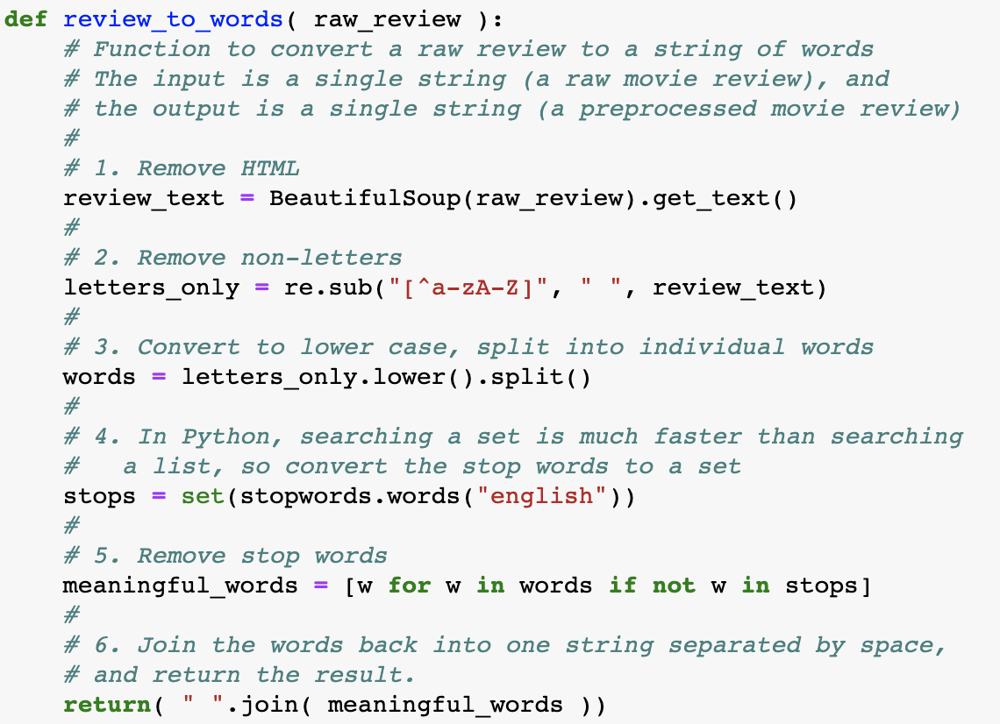 def review_to_words( raw_review ):
    # Function to convert a raw review to a string of words
    # The input is a single string (a raw movie review), and
    # the output is a single string (a preprocessed movie review)
    #
    # 1. Remove HTML
    review_text = BeautifulSoup(raw_review).get_text()
    #
    # 2. Remove non-letters
    letters_only = re.sub("[^a-zA-Z]", " ", review_text)
    #
    # 3. Convert to lower case, split into individual words
    words = letters_only.lower().split()
    #
    # 4. In Python, searching a set is much faster than searching
    #   a list, so convert the stop words to a set
    stops = set(stopwords.words("english"))
    #
    # 5. Remove stop words
    meaningful_words = [w for w in words if not w in stops]
    #
    # 6. Join the words back into one string separated by space,
    # and return the result.
    return( " ".join( meaningful_words ))